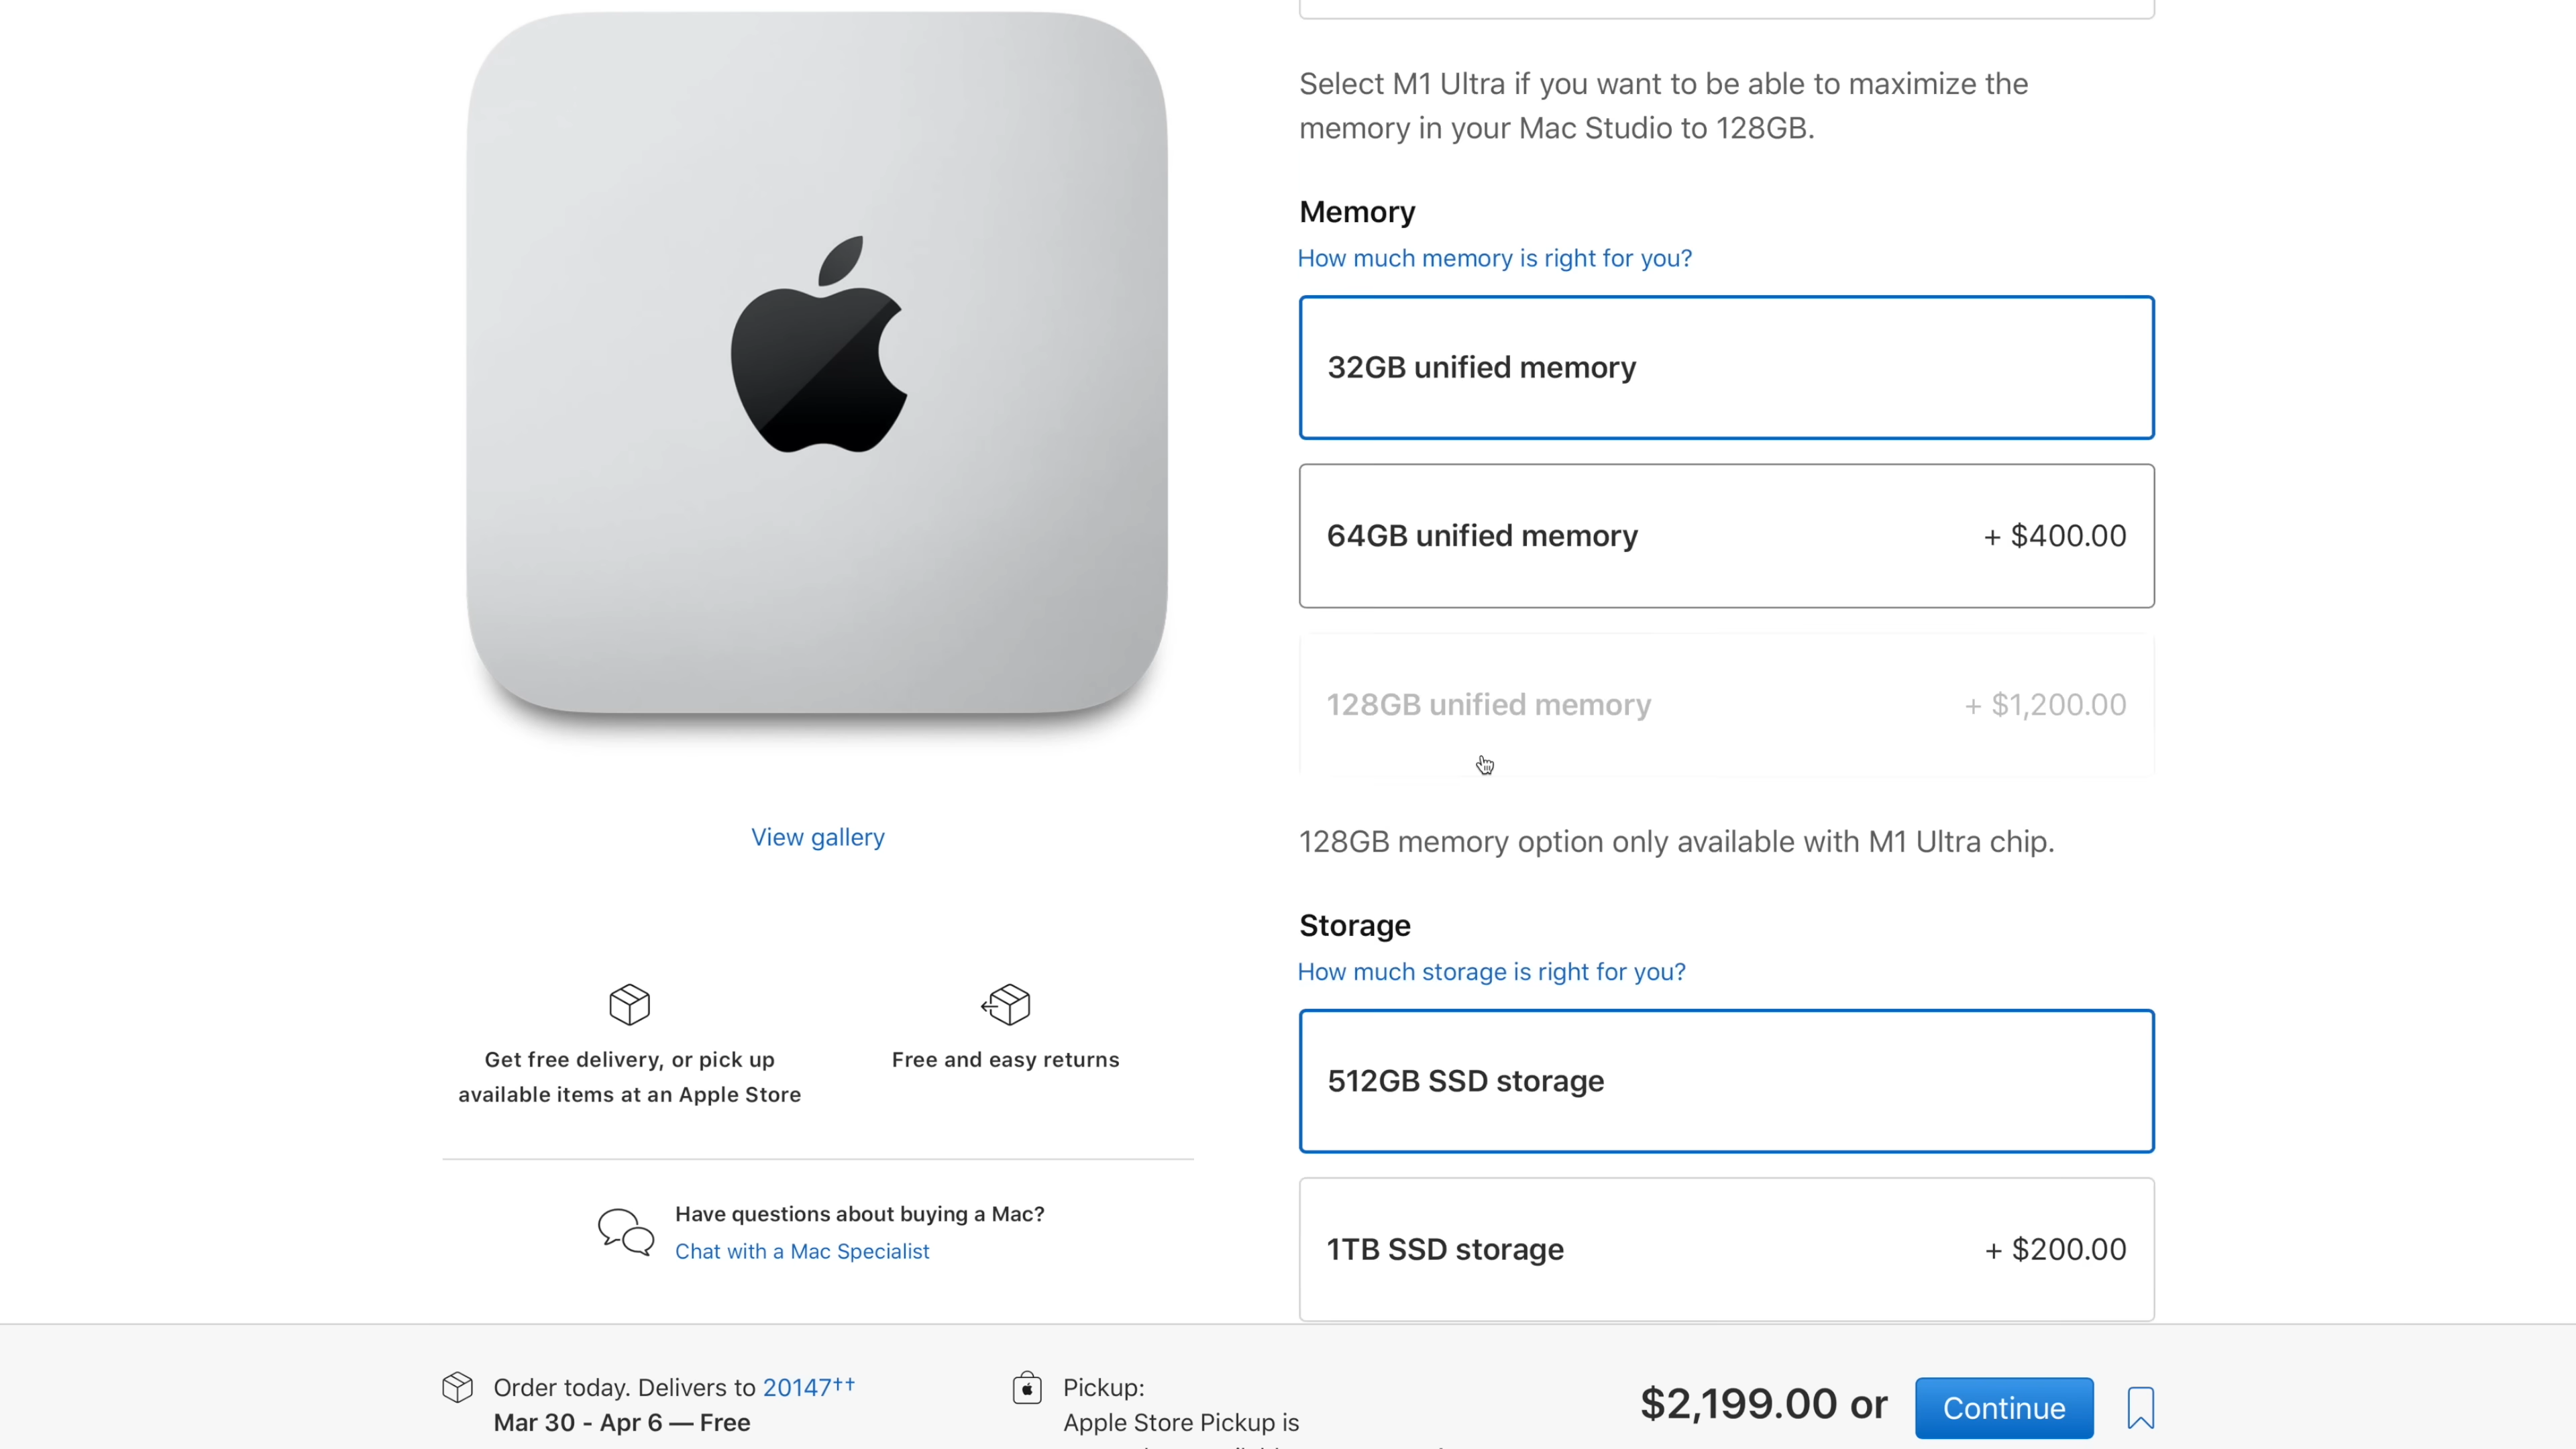 Select M1 Ultra if you want to be able to maximize the
memory in your Mac Studio to 128GB.
Memory
How much memory is right for you?
32GB unified memory
64GB unified memory + $400.00
128GB unified memory + $1,200.00
128GB memory option only available with M1 Ultra chip.
Storage
How much storage is right for you?
512GB SSD storage
1TB SSD storage + $200.00
View gallery
Get free delivery, or pick up
available items at an Apple Store
Free and easy returns
Have questions about buying a Mac?
Chat with a Mac Specialist
Order today. Delivers to 20147††
Mar 30 - Apr 6 — Free
Pickup:
Apple Store Pickup is
$2,199.00 or
Continue